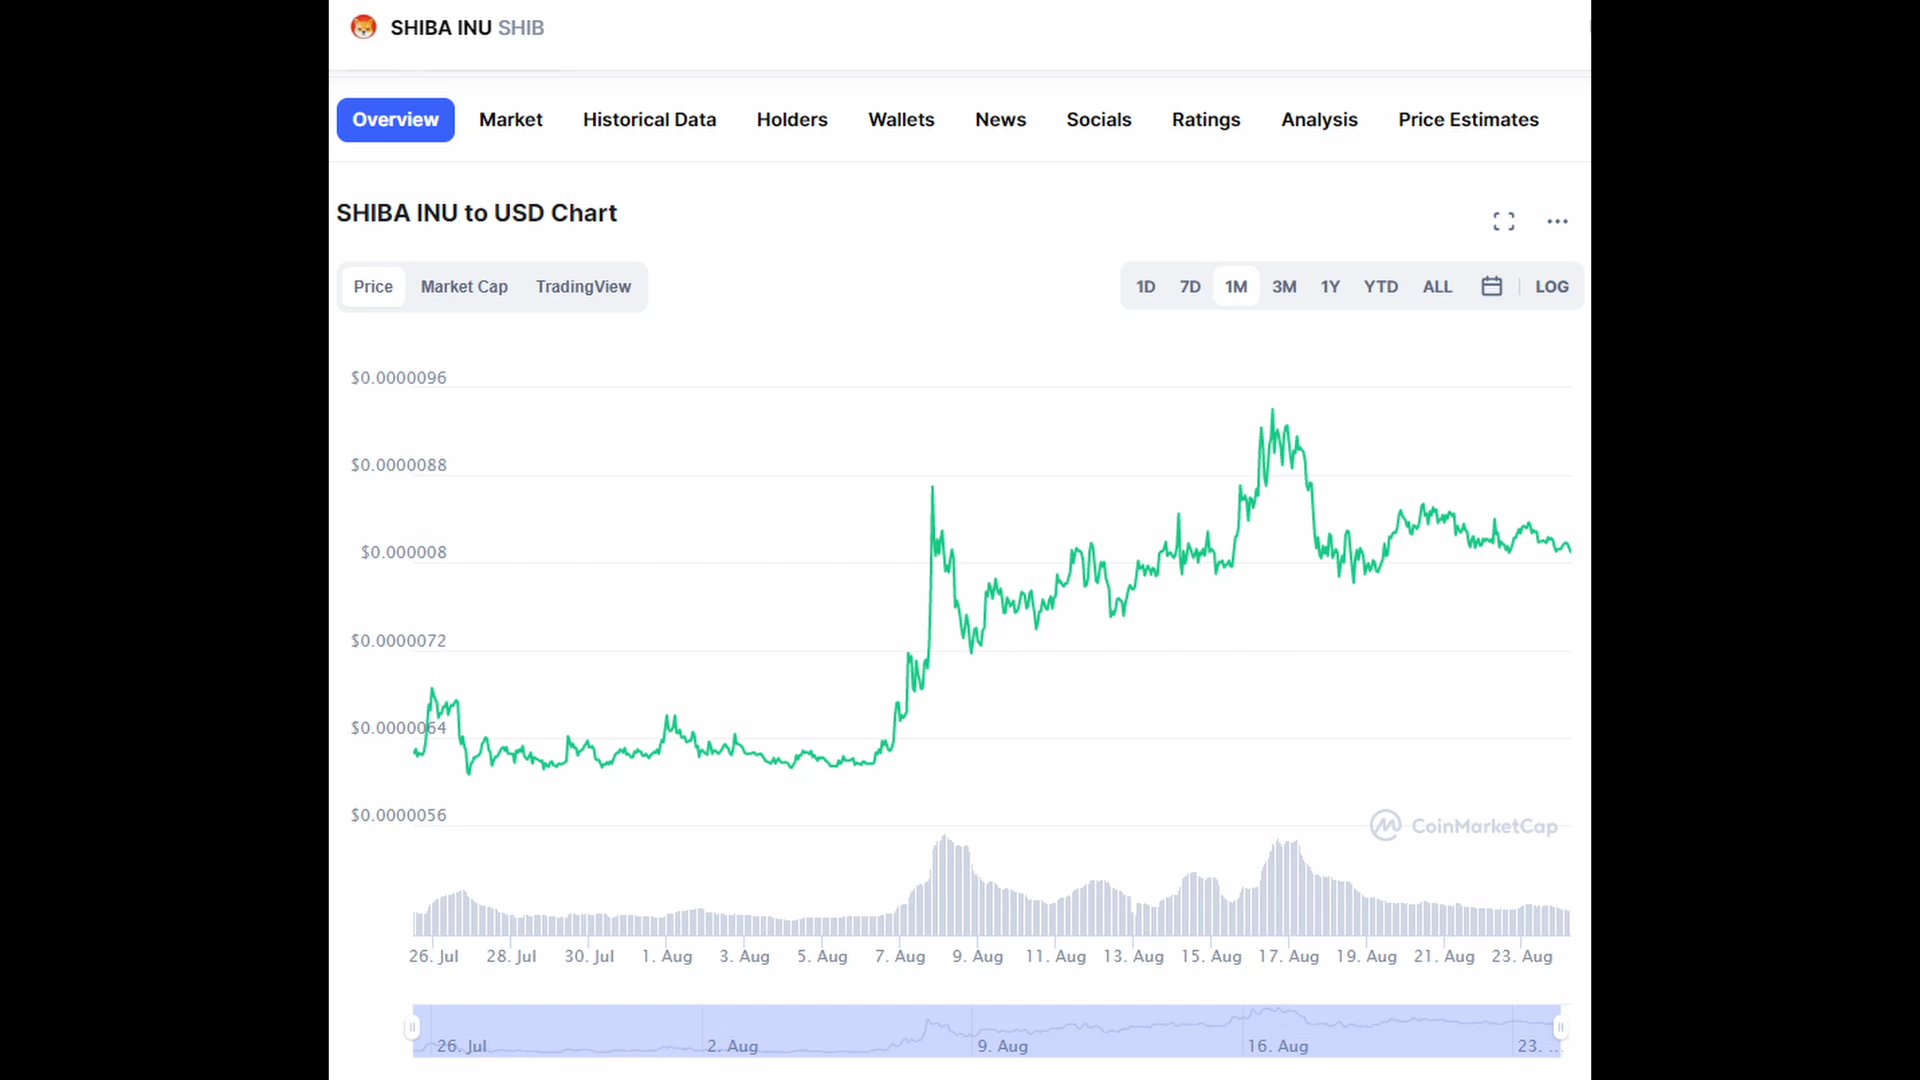 SHIBA INU SHIB
Overview Market Historical Data Holders Wallets News Socials Ratings Analysis Price Estimates
SHIBA INU to USD Chart
Price Market Cap TradingView 1D 7D 1M 3M 1Y YTD ALL LOG
$0.0000096
$0.0000088
$0.000008
$0.0000072
$0.0000064
$0.0000056
CoinMarketCap
26. Jul 28. Jul 30. Jul 1. Aug 3. Aug 5. Aug 7. Aug 9. Aug 11. Aug 13. Aug 15. Aug 17. Aug 19. Aug 21. Aug 23. Aug
26. Jul 2. Aug 9. Aug 16. Aug 23. ...